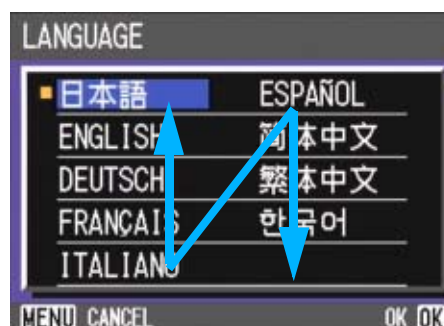 LANGUAGE
日本語
ENGLISH
DEUTSCH
FRANÇAIS
ITALIANO
ESPAÑOL
简体中文
繁体中文
한국어
MENU CANCEL
OK OK